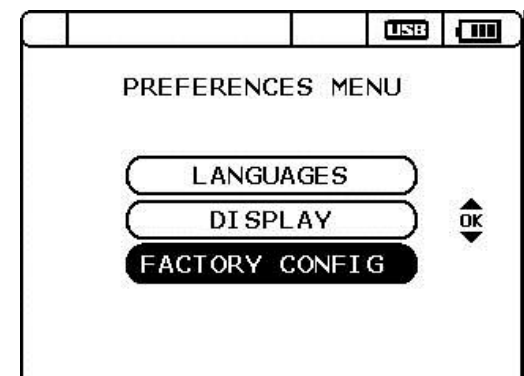 USB
PREFERENCES MENU
LANGUAGES
DISPLAY
OK
FACTORY CONFIG